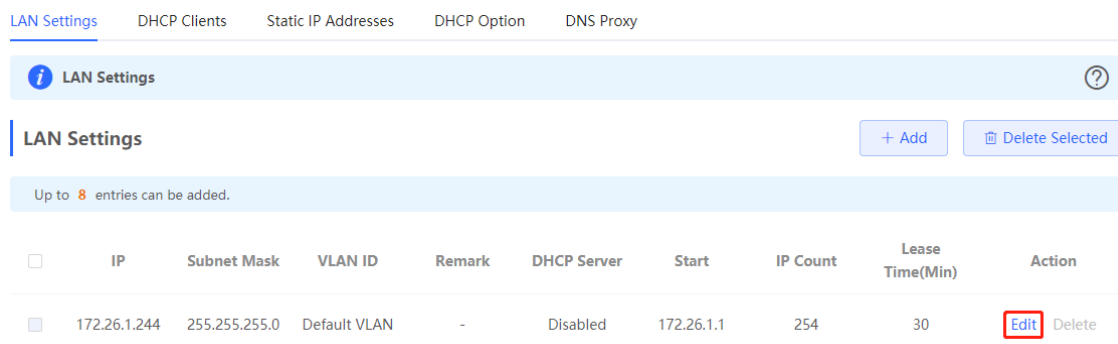 LAN Settings DHCP Clients Static IP Addresses DHCP Option DNS Proxy
i LAN Settings ?
LAN Settings + Add Delete Selected
Up to 8 entries can be added.
IP Subnet Mask VLAN ID Remark DHCP Server Start IP Count Lease Time(Min) Action
172.26.1.244 255.255.255.0 Default VLAN - Disabled 172.26.1.1 254 30 Edit Delete